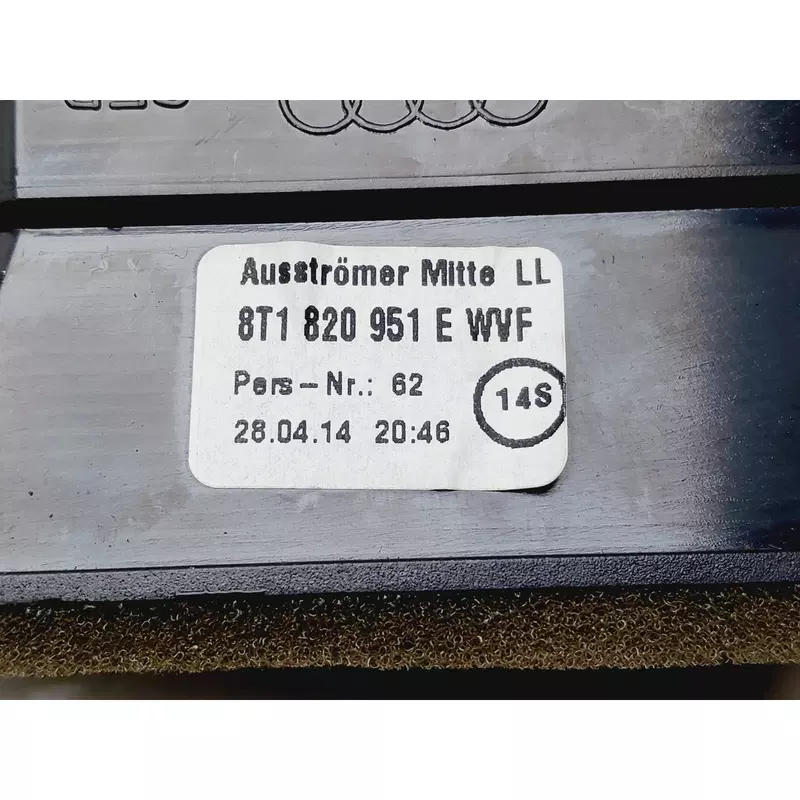 Ausströmer Mitte LL
8T1 820 951 E WVF
Pers-Nr.: 62
14S
28.04.14 20:46